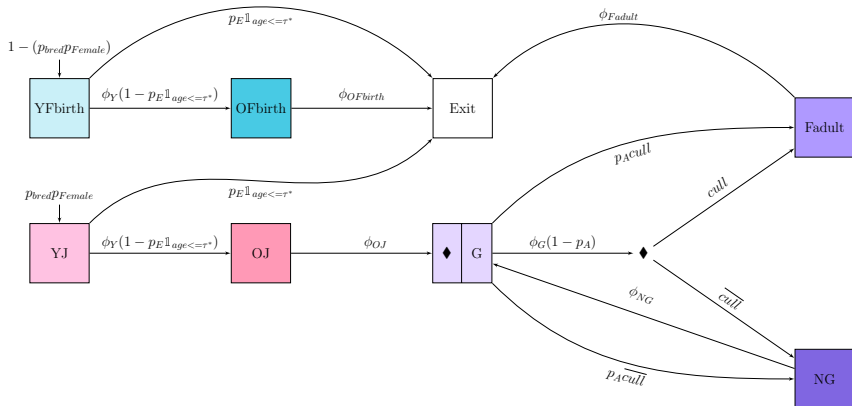 p_E 𝟙_{age<=τ*}
ϕ_{Fadult}
1 − (p_{bred}p_{Female})
YFbirth
ϕ_Y(1 − p_E 𝟙_{age<=τ*})
OFbirth
ϕ_{OFbirth}
Exit
Fadult
p_A cull
cull
p_{bred}p_{Female}
p_E 𝟙_{age<=τ*}
YJ
ϕ_Y(1 − p_E 𝟙_{age<=τ*})
OJ
ϕ_{OJ}
♦ G
ϕ_G(1 − p_A)
♦
ϕ_{NG}
\overline{cull}
p_A \overline{cull}
NG